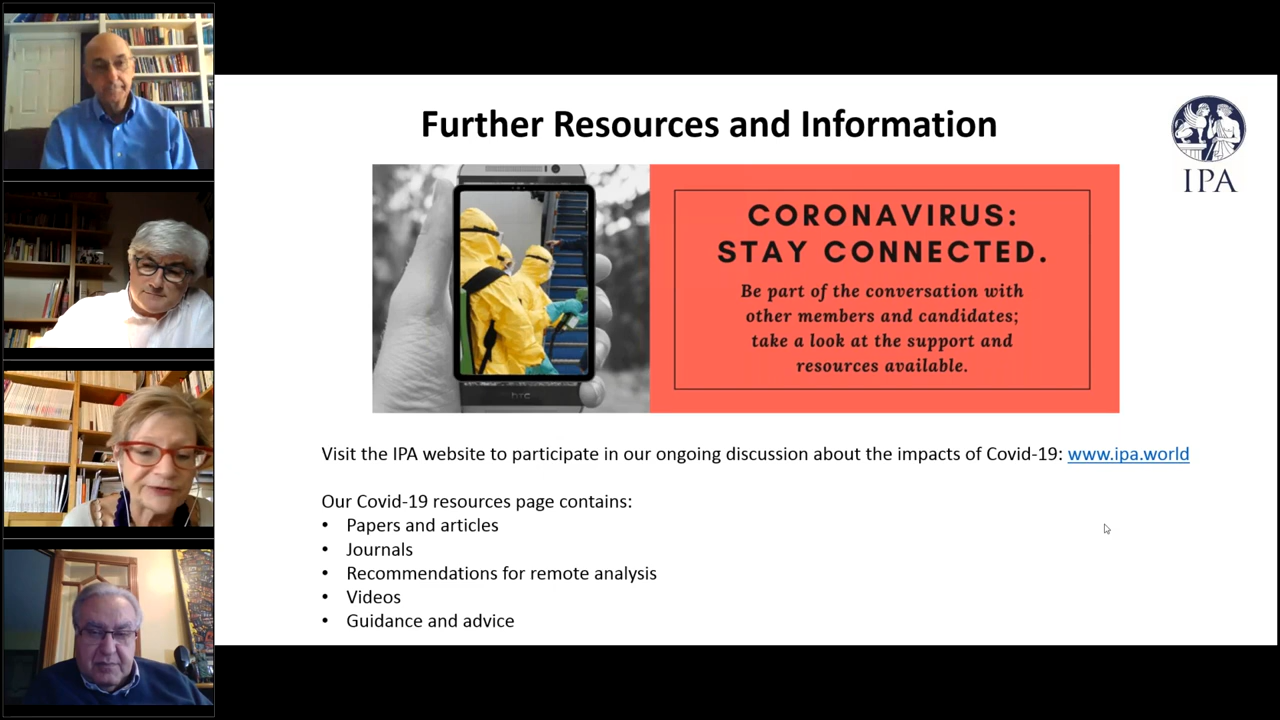 Further Resources and Information
IPA
CORONAVIRUS:
STAY CONNECTED.
Be part of the conversation with
other members and candidates;
take a look at the support and
resources available.
hTC
Visit the IPA website to participate in our ongoing discussion about the impacts of Covid-19: www.ipa.world
Our Covid-19 resources page contains:
• Papers and articles
• Journals
• Recommendations for remote analysis
• Videos
• Guidance and advice